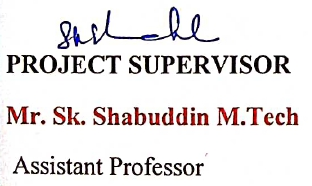 PROJECT SUPERVISOR
Mr. Sk. Shabuddin M.Tech
Assistant Professor